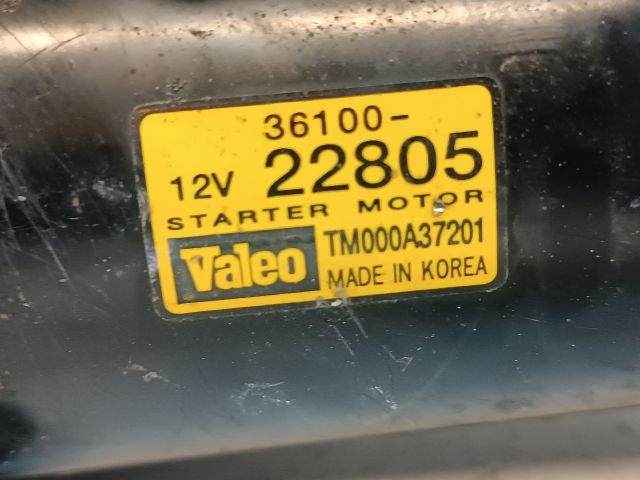 36100-
12V 22805
STARTER MOTOR
Valeo TM000A37201
MADE IN KOREA